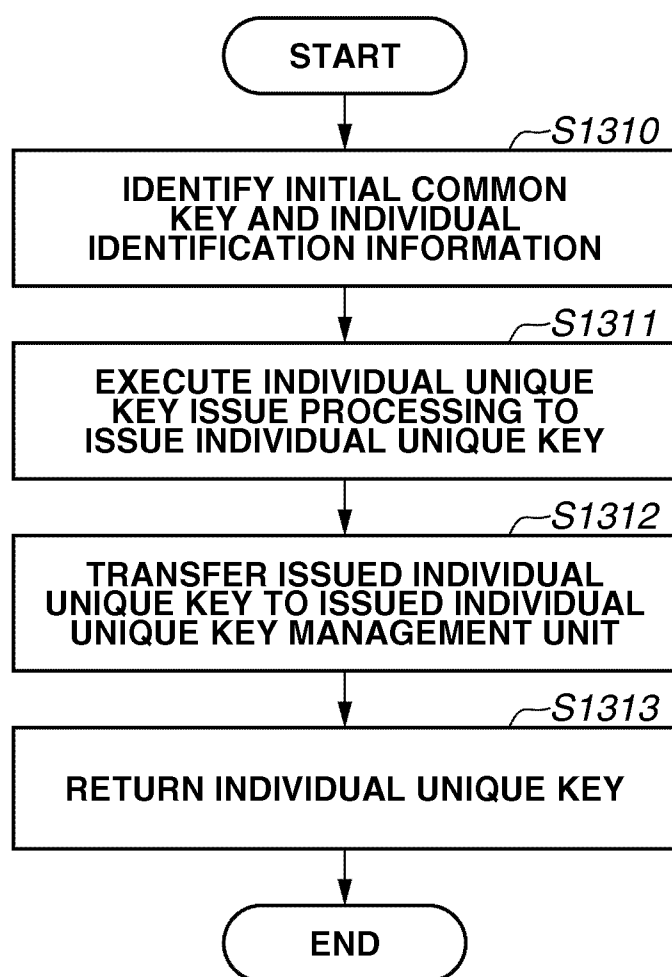 START
S1310
IDENTIFY INITIAL COMMON
KEY AND INDIVIDUAL
IDENTIFICATION INFORMATION
S1311
EXECUTE INDIVIDUAL UNIQUE
KEY ISSUE PROCESSING TO
ISSUE INDIVIDUAL UNIQUE KEY
S1312
TRANSFER ISSUED INDIVIDUAL
UNIQUE KEY TO ISSUED INDIVIDUAL
UNIQUE KEY MANAGEMENT UNIT
S1313
RETURN INDIVIDUAL UNIQUE KEY
END